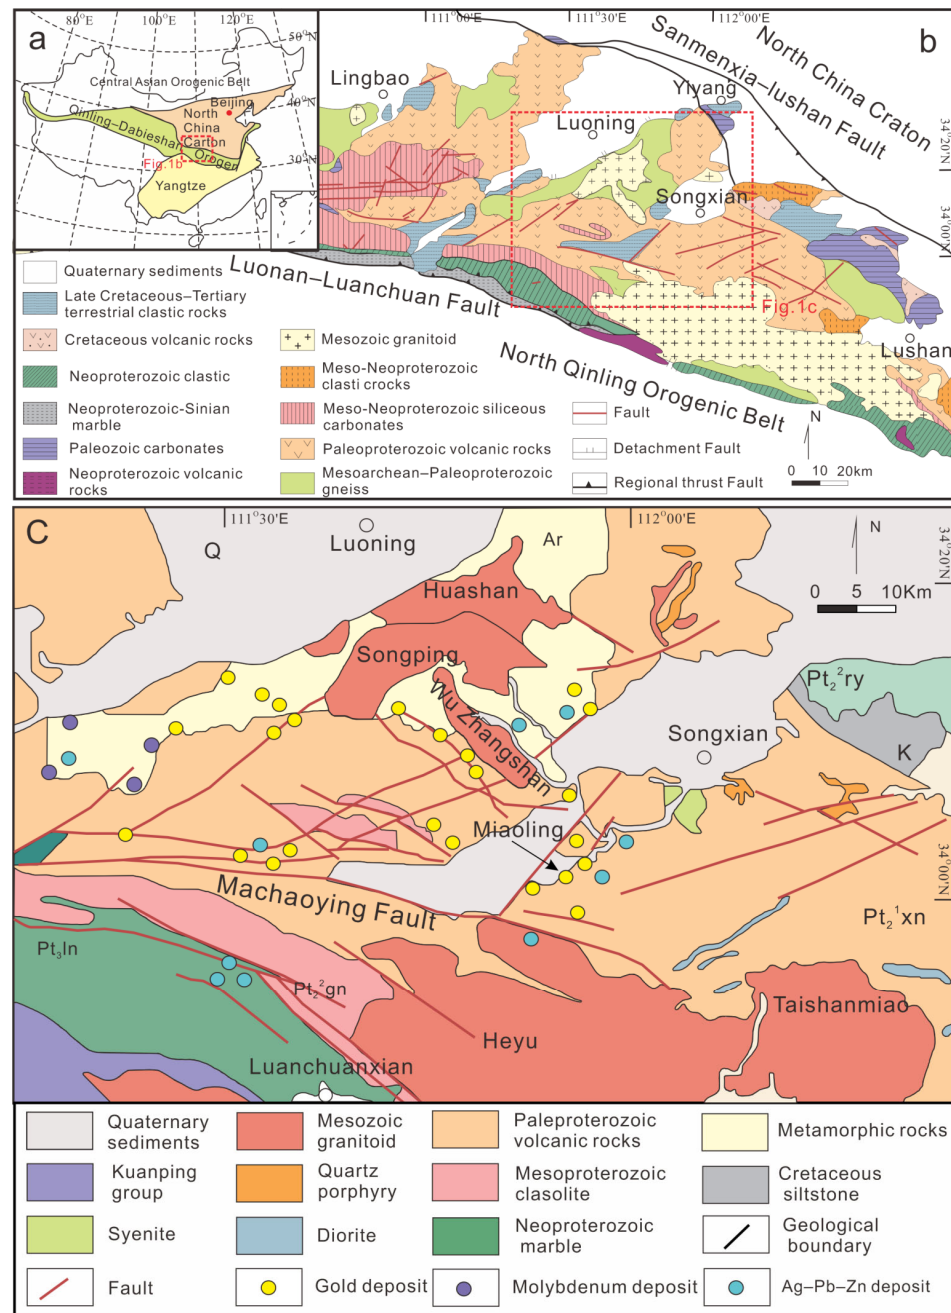 80°E
100°E
120°E
50°N
a
Central Asian Orogenic Belt
Beijing
40°N
North
China
Carton
Qinling–Dabieshan Orogen
Fig.1b
30°N
Yangtze
111°00'
111°30'
112°00'
b
North China Craton
Sanmenxia–lushan Fault
Lingbao
Yiyang
Luoning
34°20'N
Songxian
34°00'N
Fig.1c
Lushan
Luonan–Luanchuan Fault
North Qinling Orogenic Belt
Quaternary sediments
Late Cretaceous–Tertiary
terrestrial clastic rocks
Cretaceous volcanic rocks
Mesozoic granitoid
Neoproterozoic clastic
Meso-Neoproterozoic
clasti crocks
Neoproterozoic-Sinian
marble
Meso-Neoproterozoic siliceous
carbonates
Fault
Paleozoic carbonates
Paleoproterozoic volcanic rocks
Detachment Fault
Neoproterozoic volcanic
rocks
Mesoarchean–Paleoproterozoic
gneiss
Regional thrust Fault
N
0 10 20km
C
111°30'E
112°00'E
Q
Luoning
Ar
N
34°20'N
0 5 10Km
Huashan
Songping
Wu Zhangshan
Pt₂²ry
Songxian
K
Miaoling
34°00'N
Machaoying Fault
Pt₂¹xn
Pt₃ln
Pt₂²gn
Taishanmiao
Heyu
Luanchuanxian
Quaternary
sediments
Mesozoic
granitoid
Paleproterozoic
volcanic rocks
Metamorphic rocks
Kuanping
group
Quartz
porphyry
Mesoproterozoic
clasolite
Cretaceous
siltstone
Syenite
Diorite
Neoproterozoic
marble
Geological
boundary
Fault
Gold deposit
Molybdenum deposit
Ag–Pb–Zn deposit